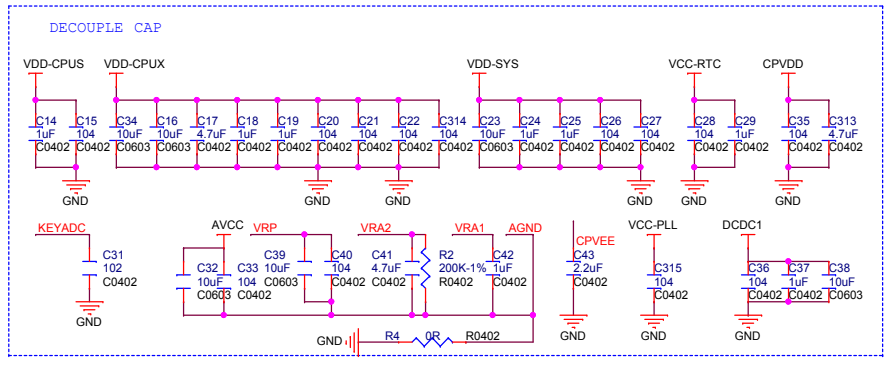 DECOUPLE CAP
VDD-CPUS VDD-CPUX VDD-SYS VCC-RTC CPVDD
C14 C15 C34 C16 C17 C18 C19 C20 C21 C22 C314 C23 C24 C25 C26 C27 C28 C29 C35 C313
1uF 104 10uF 10uF 4.7uF 1uF 1uF 104 104 104 104 10uF 1uF 1uF 104 104 104 1uF 104 4.7uF
C0402 C0402 C0603 C0603 C0402 C0402 C0402 C0402 C0402 C0402 C0402 C0603 C0402 C0402 C0402 C0402 C0402 C0402 C0402 C0402
GND GND GND GND GND GND
KEYADC AVCC VRP VRA2 VRA1 AGND CPVEE VCC-PLL DCDC1
C31 C32 C33 C39 C40 C41 R2 C42 C43 C315 C36 C37 C38
102 10uF 104 10uF 104 4.7uF 200K-1% 1uF 2.2uF 104 104 1uF 10uF
C0402 C0603 C0402 C0603 C0402 C0402 R0402 C0402 C0402 C0402 C0402 C0402 C0603
GND GND R4 0R R0402 GND GND GND